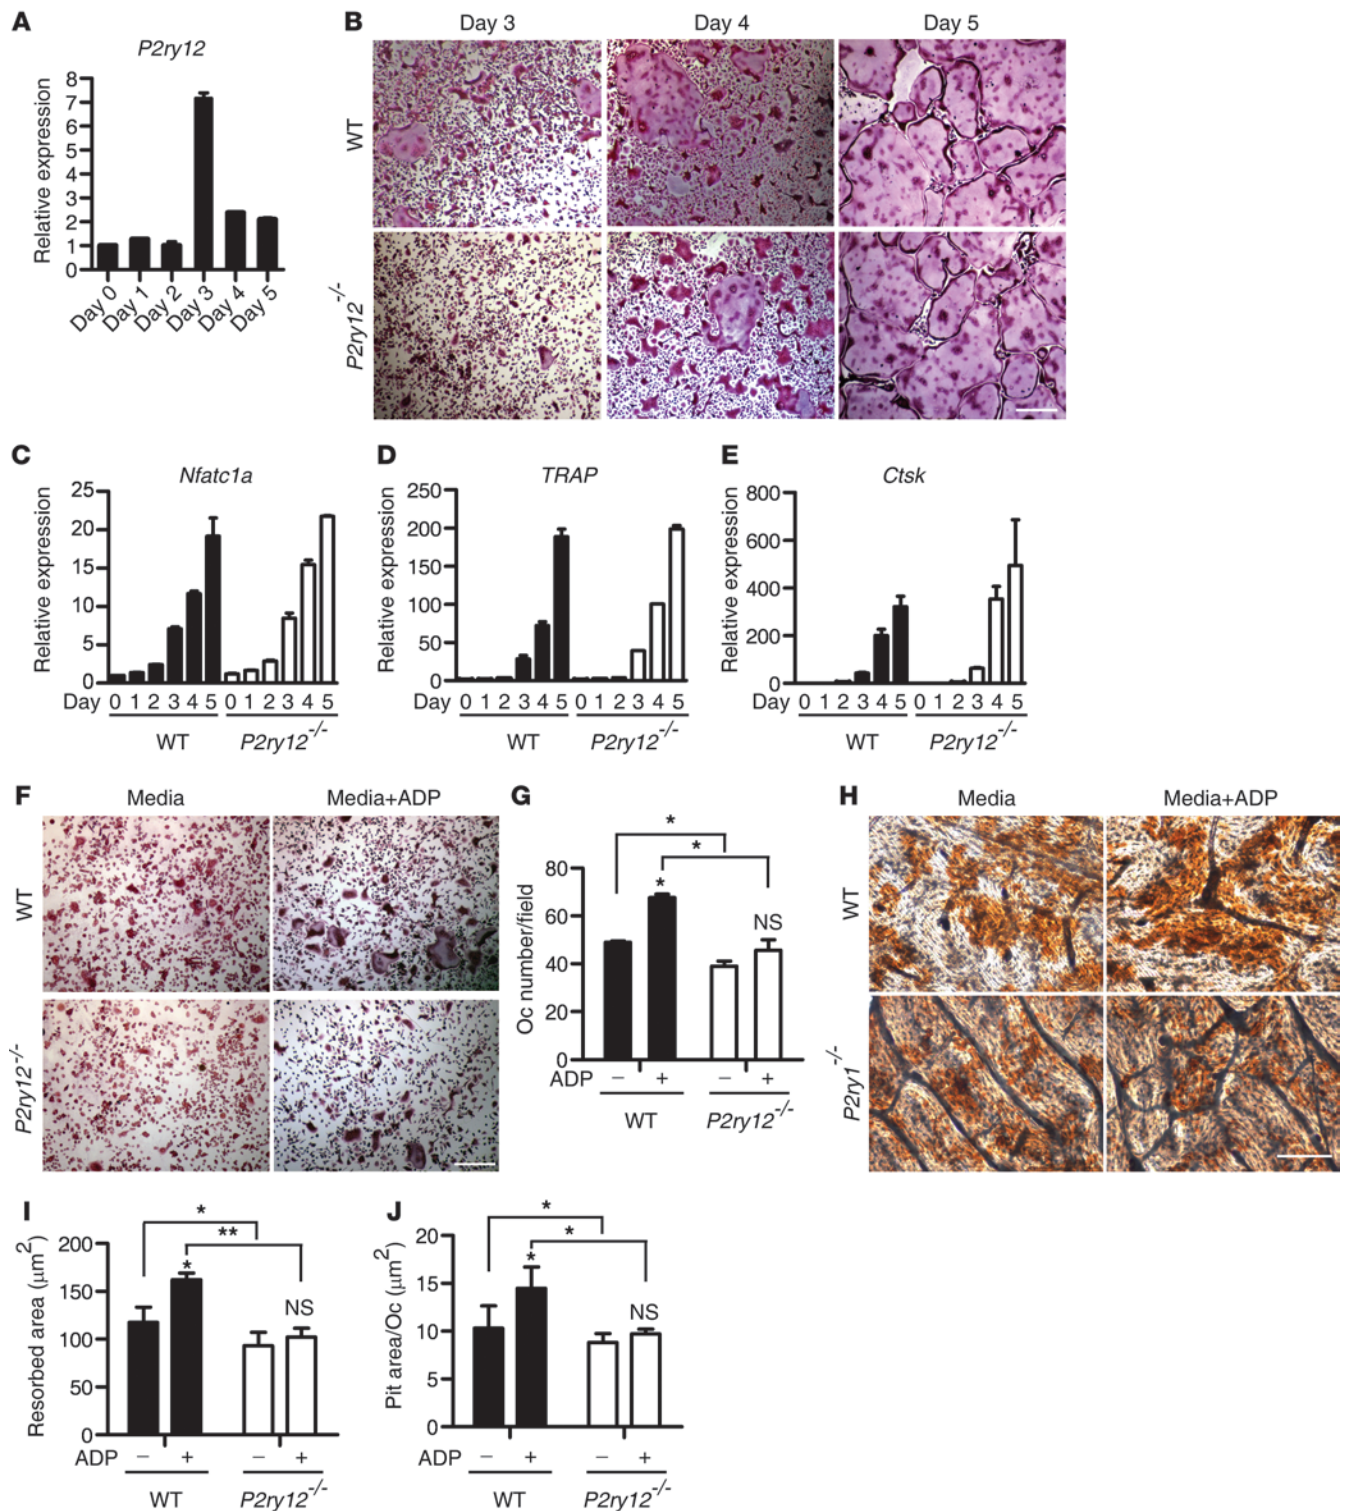 A
P2ry12
Relative expression
8
7
6
5
4
3
2
1
0
Day 0 Day 1 Day 2 Day 3 Day 4 Day 5
B
Day 3 Day 4 Day 5
WT
P2ry12-/-
C
Nfatc1a
Relative expression
25
20
15
10
5
0
Day 0 1 2 3 4 5 0 1 2 3 4 5
WT P2ry12-/-
D
TRAP
Relative expression
250
200
150
100
50
0
Day 0 1 2 3 4 5 0 1 2 3 4 5
WT P2ry12-/-
E
Ctsk
Relative expression
800
600
400
200
0
Day 0 1 2 3 4 5 0 1 2 3 4 5
WT P2ry12-/-
F
Media Media+ADP
WT
P2ry12-/-
G
*
*
*
NS
Oc number/field
80
60
40
20
0
ADP – + – +
WT P2ry12-/-
H
Media Media+ADP
WT
P2ry1-/-
I
*
**
*
NS
Resorbed area (μm2)
200
150
100
50
0
ADP – + – +
WT P2ry12-/-
J
*
*
*
NS
Pit area/Oc (μm2)
20
15
10
5
0
ADP – + – +
WT P2ry12-/-